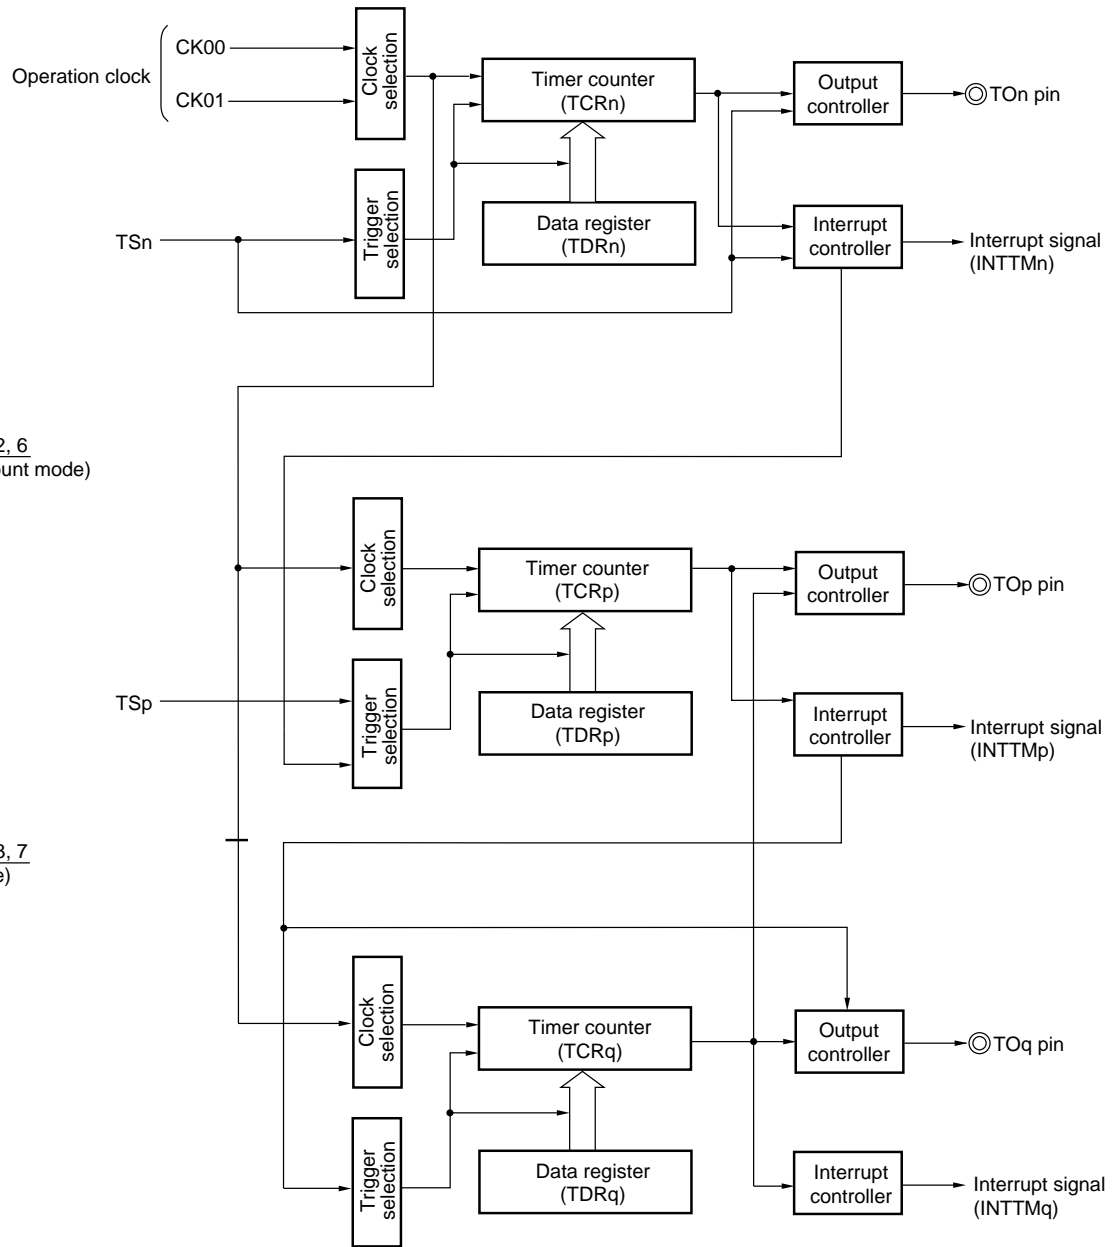 Operation clock
CK00
CK01
Clock
selection
Timer counter
(TCRn)
Output
controller
TOn pin
TSn
Trigger
selection
Data register
(TDRn)
Interrupt
controller
Interrupt signal
(INTTMn)
2, 6
unt mode)
Clock
selection
Timer counter
(TCRp)
Output
controller
TOp pin
TSp
Trigger
selection
Data register
(TDRp)
Interrupt
controller
Interrupt signal
(INTTMp)
3, 7
e)
Clock
selection
Timer counter
(TCRq)
Output
controller
TOq pin
Trigger
selection
Data register
(TDRq)
Interrupt
controller
Interrupt signal
(INTTMq)